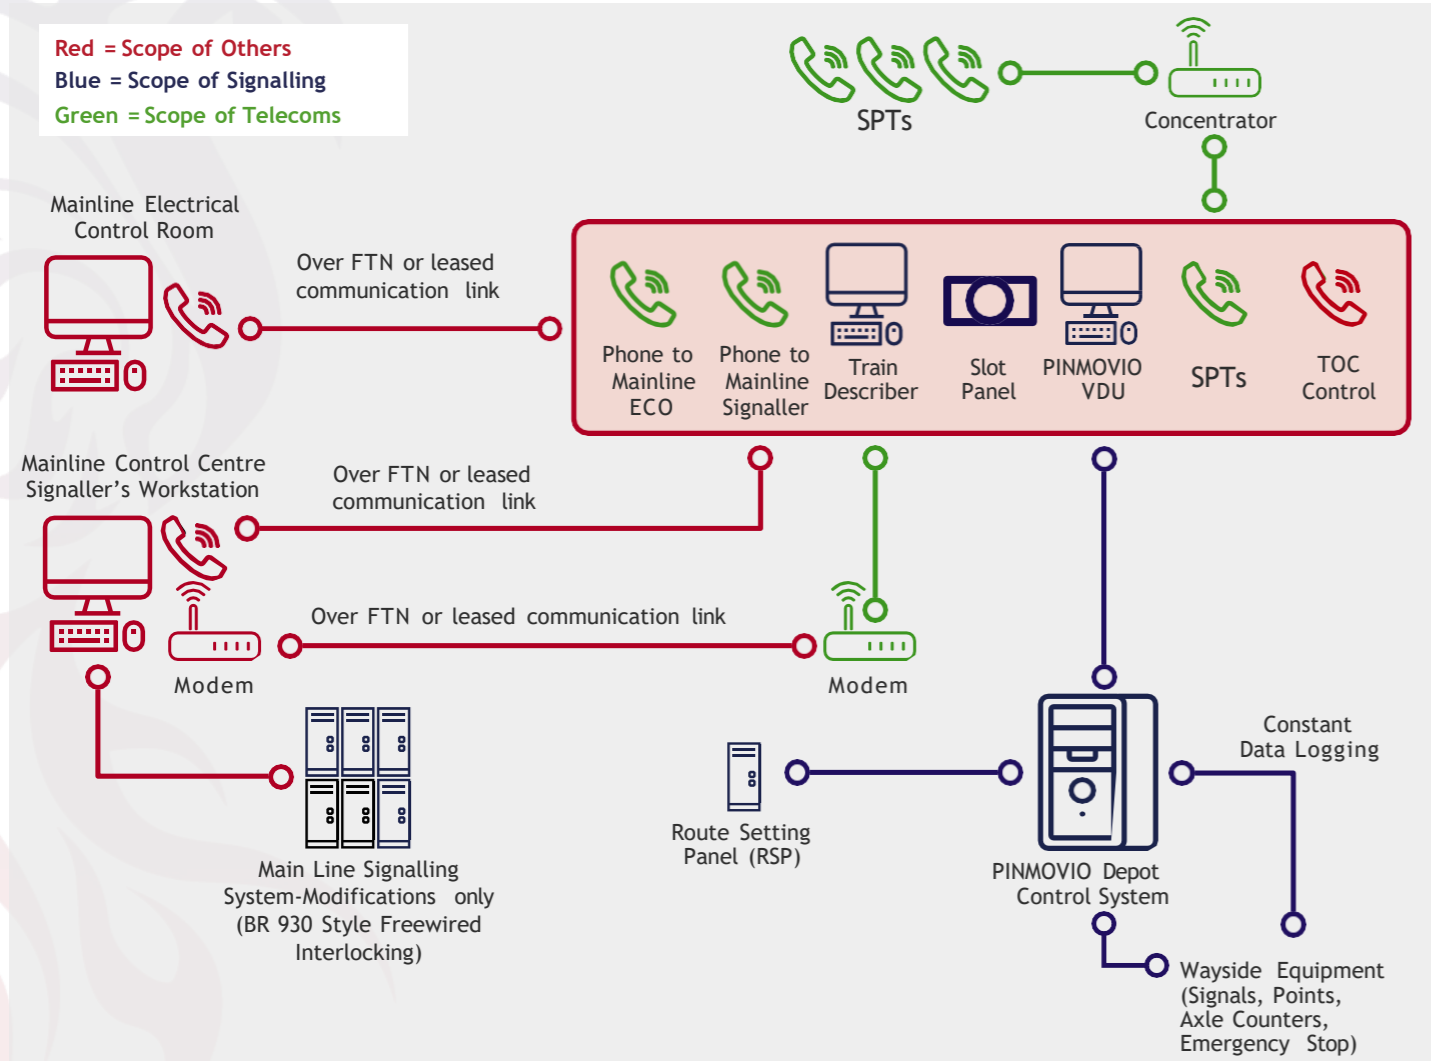 Red = Scope of Others
Blue = Scope of Signalling
Green = Scope of Telecoms
SPTs
Concentrator
Mainline Electrical
Control Room
Over FTN or leased
communication link
Phone to
Mainline
ECO
Phone to
Mainline
Signaller
Train
Describer
Slot
Panel
PINMOVIO
VDU
SPTs
TOC
Control
Mainline Control Centre
Signaller's Workstation
Over FTN or leased
communication link
Over FTN or leased communication link
Modem
Modem
Main Line Signalling
System-Modifications only
(BR 930 Style Freewired
Interlocking)
Route Setting
Panel (RSP)
PINMOVIO Depot
Control System
Constant
Data Logging
Wayside Equipment
(Signals, Points,
Axle Counters,
Emergency Stop)